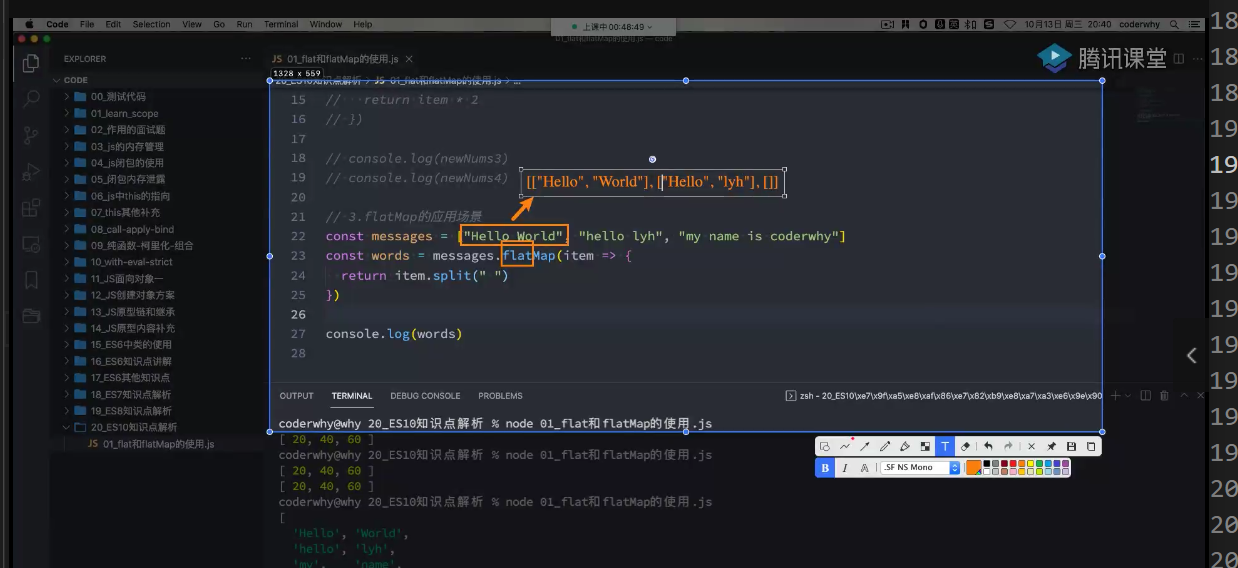 Code File Edit Selection View Go Run Terminal Window Help
上课中 00:48:49
10月13日 周三 20:40 coderwhy
01_flat和flatMap的使用.js — code
腾讯课堂
EXPLORER
CODE
00_测试代码
01_learn_scope
02_作用的面试题
03_js的内存管理
04_js闭包的使用
05_闭包内存泄露
06_js中this的指向
07_this其他补充
08_call-apply-bind
09_纯函数-柯里化-组合
10_with-eval-strict
11_JS面向对象一
12_JS创建对象方案
13_JS原型链和继承
14_JS原型内容补充
15_ES6中类的使用
16_ES6知识点讲解
17_ES6其他知识点
18_ES7知识点解析
19_ES8知识点解析
20_ES10知识点解析
JS 01_flat和flatMap的使用.js
JS 01_flat和flatMap的使用.js
1328 x 559
20_ES10知识点解析 > JS 01_flat和flatMap的使用.js > ...
15 //   return item * 2
16 // })
17
18 // console.log(newNums3)
19 // console.log(newNums4)
[["Hello", "World"], ["Hello", "lyh"], []]
20
21 // 3.flatMap的应用场景
22 const messages = ["Hello World", "hello lyh", "my name is coderwhy"]
23 const words = messages.flatMap(item => {
24   return item.split(" ")
25 })
26
27 console.log(words)
28
OUTPUT TERMINAL DEBUG CONSOLE PROBLEMS
zsh - 20_ES10\xe7\x9f\xa5\xe8\xaf\x86\xe7\x82\xb9\xe8\xa7\xa3\xe6\x9e\x90
coderwhy@why 20_ES10知识点解析 % node 01_flat和flatMap的使用.js
[ 20, 40, 60 ]
coderwhy@why 20_ES10知识点解析 % node 01_flat和flatMap的使用.js
[ 20, 40, 60 ]
[ 20, 40, 60 ]
coderwhy@why 20_ES10知识点解析 % node 01_flat和flatMap的使用.js
[
'Hello', 'World',
'hello', 'lyh',
'my', 'name',
T
B I A .SF NS Mono
18
18
18
19
19
19
19
19
19
19
19
19
19
20
20
20